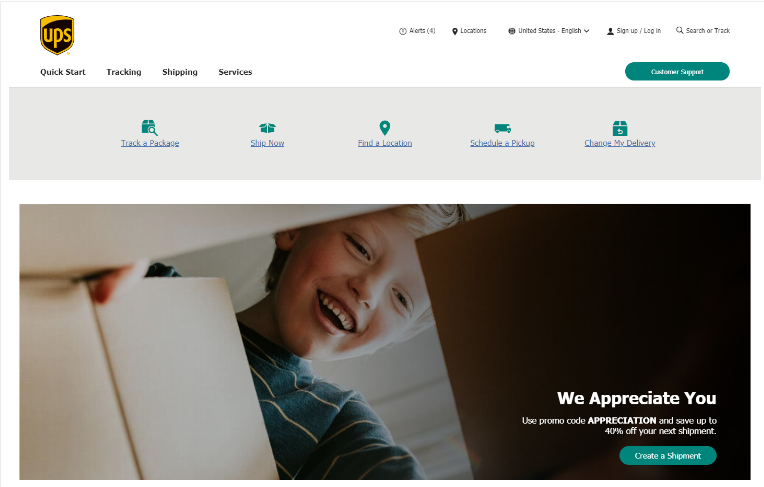 ups
Alerts (4)
Locations
United States - English
Sign up / Log in
Search or Track
Quick Start
Tracking
Shipping
Services
Customer Support
Track a Package
Ship Now
Find a Location
Schedule a Pickup
Change My Delivery
We Appreciate You
Use promo code APPRECIATION and save up to
40% off your next shipment.
Create a Shipment